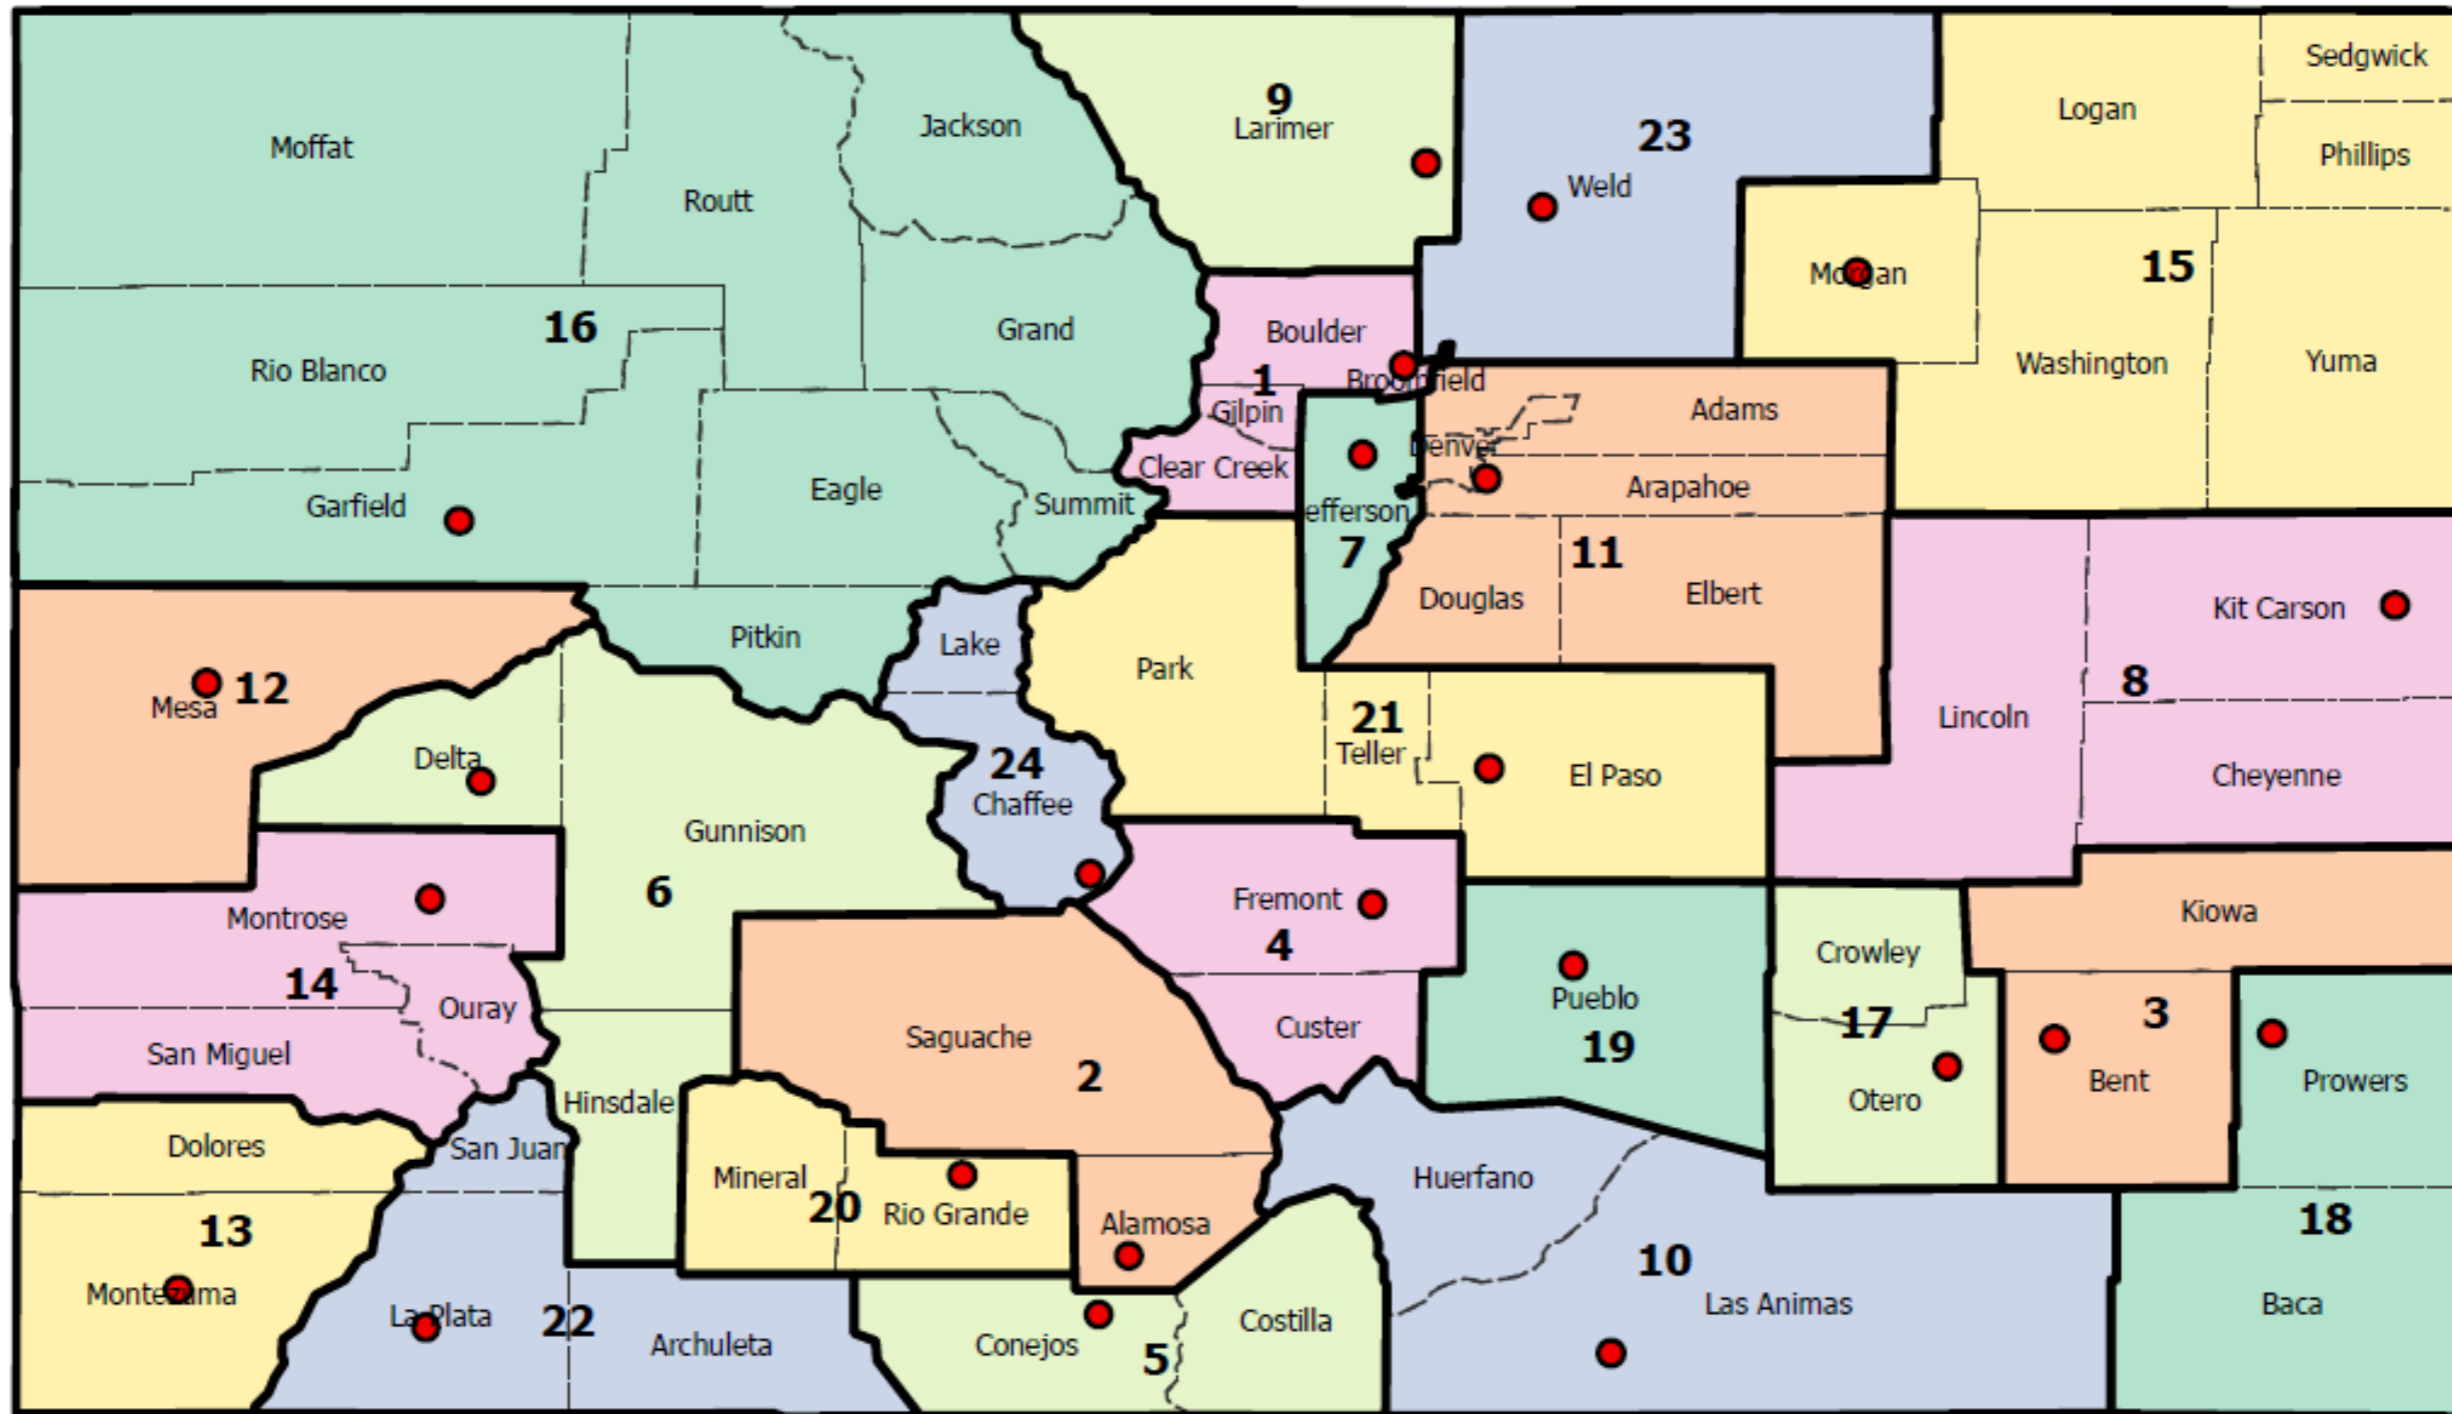 Sedgwick
9
Logan
Jackson
Larimer
23
Moffat
Phillips
Weld
Routt
15
Morgan
16
Grand
Boulder
Washington
Yuma
Rio Blanco
1
Broomfield
Gilpin
Adams
Denver
Clear Creek
Eagle
Arapahoe
Garfield
Summit
efferson
7
11
Douglas
Elbert
Kit Carson
Pitkin
Lake
Park
12
Mesa
8
Lincoln
21
Teller
Delta
24
Chaffee
El Paso
Cheyenne
Gunnison
6
Fremont
Kiowa
Montrose
4
Crowley
14
Ouray
Pueblo
3
17
Saguache
Custer
19
San Miguel
2
Bent
Prowers
Hinsdale
Otero
Dolores
San Juan
Mineral
Huerfano
20
Rio Grande
Alamosa
13
18
10
Montezuma
La Plata
22
Las Animas
Baca
Costilla
Archuleta
Conejos
5